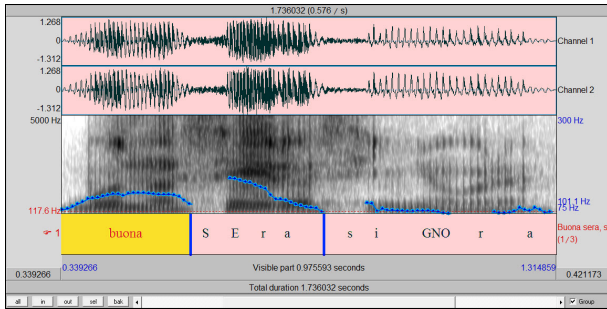 1.736032 (0.576 / s)
1.268
0
-1.312
Channel 1
1.268
0
-1.312
Channel 2
5000 Hz
300 Hz
117.6 Hz
101.1 Hz
75 Hz
1
buona
S E r a
s i GNO r a
Buona sera, s
(1/3)
0.339266
0.339266
Visible part 0.975593 seconds
1.314859
0.421173
Total duration 1.736032 seconds
all in out sel bak
Group